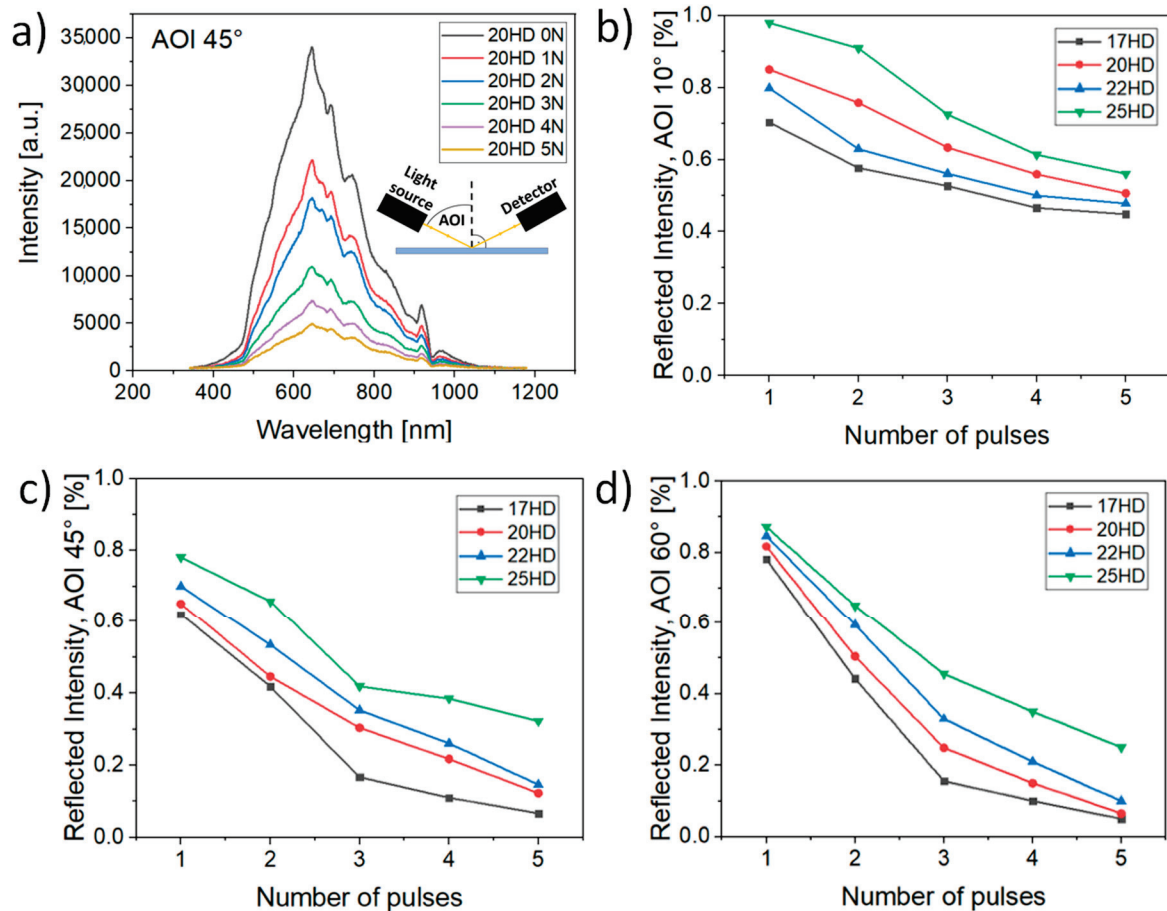 a)
AOI 45°
20HD 0N
20HD 1N
20HD 2N
20HD 3N
20HD 4N
20HD 5N
Light
source
AOI
Detector
Intensity [a.u.]
35,000
30000
25000
20000
15000
10000
5000
0
200 400 600 800 1000 1200
Wavelength [nm]
b)
Reflected Intensity, AOI 10° [%]
1.0
0.8
0.6
0.4
0.2
0.0
17HD
20HD
22HD
25HD
1 2 3 4 5
Number of pulses
c)
Reflected Intensity, AOI 45° [%]
1.0
0.8
0.6
0.4
0.2
0.0
17HD
20HD
22HD
25HD
1 2 3 4 5
Number of pulses
d)
Reflected Intensity, AOI 60° [%]
1.0
0.8
0.6
0.4
0.2
0.0
17HD
20HD
22HD
25HD
1 2 3 4 5
Number of pulses